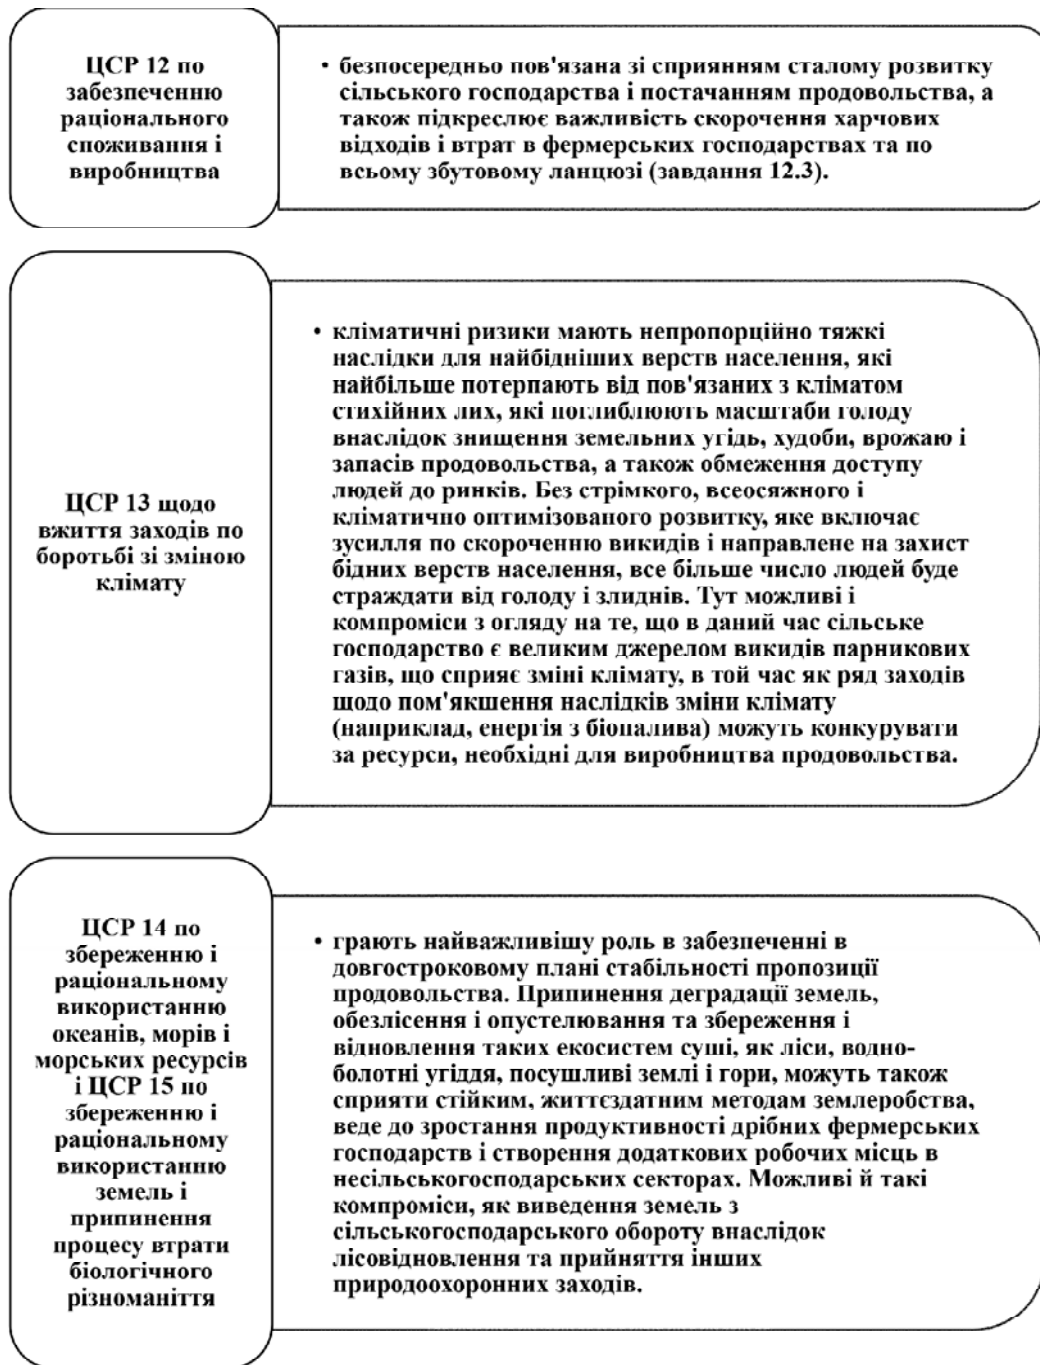 ЦСР 12 по
забезпеченню
раціонального
споживання і
виробництва
• безпосередньо пов'язана зі сприянням сталому розвитку
сільського господарства і постачанням продовольства, а
також підкреслює важливість скорочення харчових
відходів і втрат в фермерських господарствах та по
всьому збутовому ланцюзі (завдання 12.3).
ЦСР 13 щодо
вжиття заходів по
боротьбі зі зміною
клімату
• кліматичні ризики мають непропорційно тяжкі
наслідки для найбідніших верств населення, які
найбільше потерпають від пов'язаних з кліматом
стихійних лих, які поглиблюють масштаби голоду
внаслідок знищення земельних угідь, худоби, врожаю і
запасів продовольства, а також обмеження доступу
людей до ринків. Без стрімкого, всеосяжного і
кліматично оптимізованого розвитку, яке включає
зусилля по скороченню викидів і направлене на захист
бідних верств населення, все більше число людей буде
страждати від голоду і злиднів. Тут можливі і
компроміси з огляду на те, що в даний час сільське
господарство є великим джерелом викидів парникових
газів, що сприяє зміні клімату, в той час як ряд заходів
щодо пом'якшення наслідків зміни клімату
(наприклад, енергія з біопалива) можуть конкурувати
за ресурси, необхідні для виробництва продовольства.
ЦСР 14 по
збереженню і
раціональному
використанню
океанів, морів і
морських ресурсів
і ЦСР 15 по
збереженню і
раціональному
використанню
земель і
припинення
процесу втрати
біологічного
різноманіття
• грають найважливішу роль в забезпеченні в
довгостроковому плані стабільності пропозиції
продовольства. Припинення деградації земель,
обезлісення і опустелювання та збереження і
відновлення таких екосистем суші, як ліси, водно-
болотні угіддя, посушливі землі і гори, можуть також
сприяти стійким, життєздатним методам землеробства,
веде до зростання продуктивності дрібних фермерських
господарств і створення додаткових робочих місць в
несільськогосподарських секторах. Можливі й такі
компроміси, як виведення земель з
сільськогосподарського обороту внаслідок
лісовідновлення та прийняття інших
природоохоронних заходів.